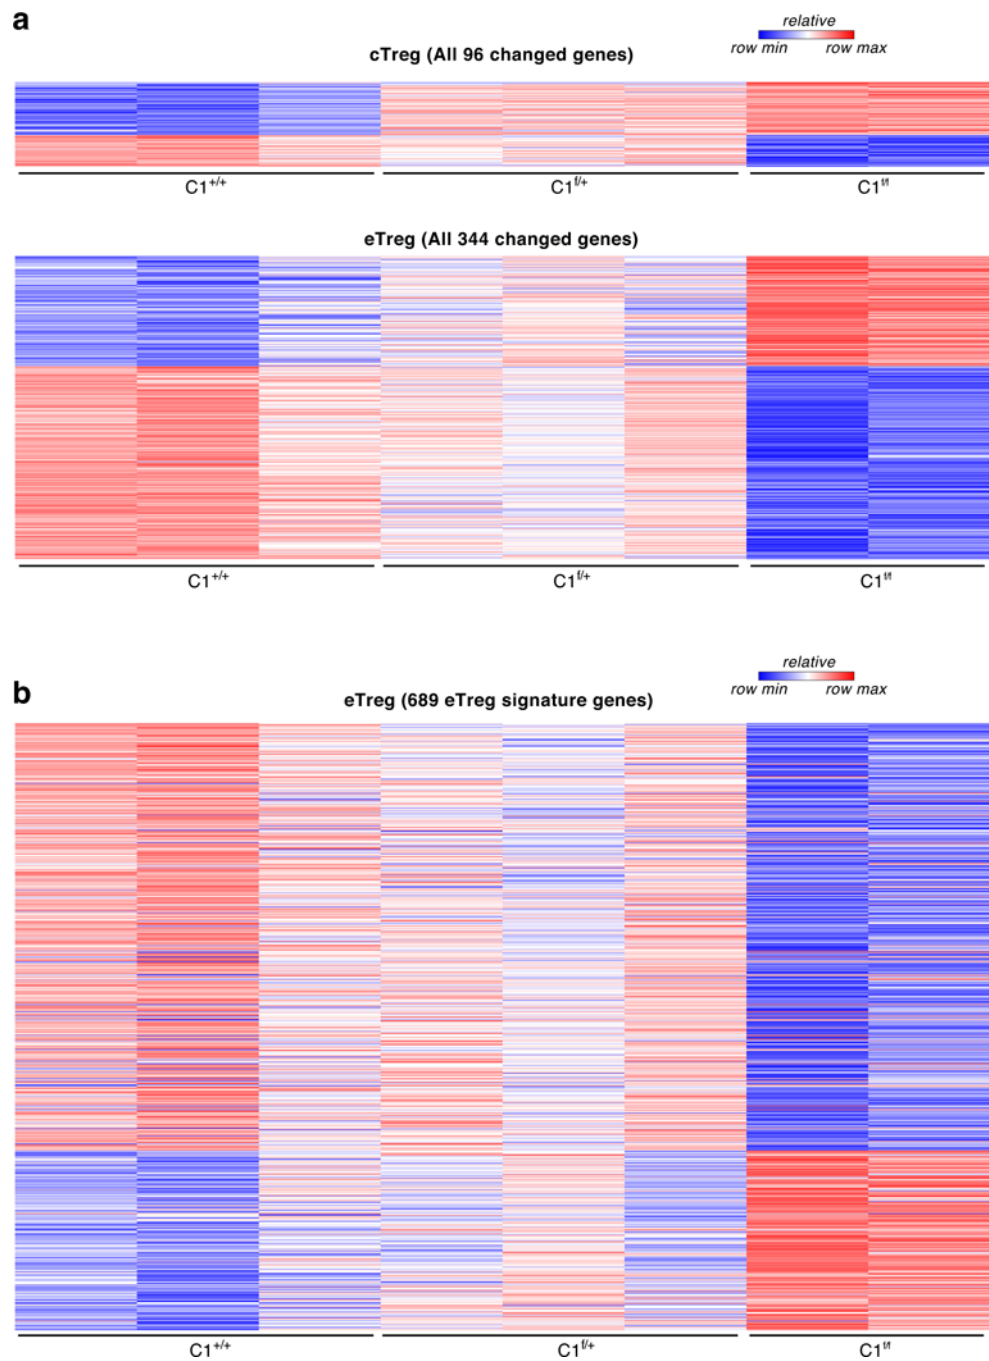 a
relative
row min row max
cTreg (All 96 changed genes)
C1+/+ C1f/+ C1f/f
eTreg (All 344 changed genes)
C1+/+ C1f/+ C1f/f
b
relative
row min row max
eTreg (689 eTreg signature genes)
C1+/+ C1f/+ C1f/f